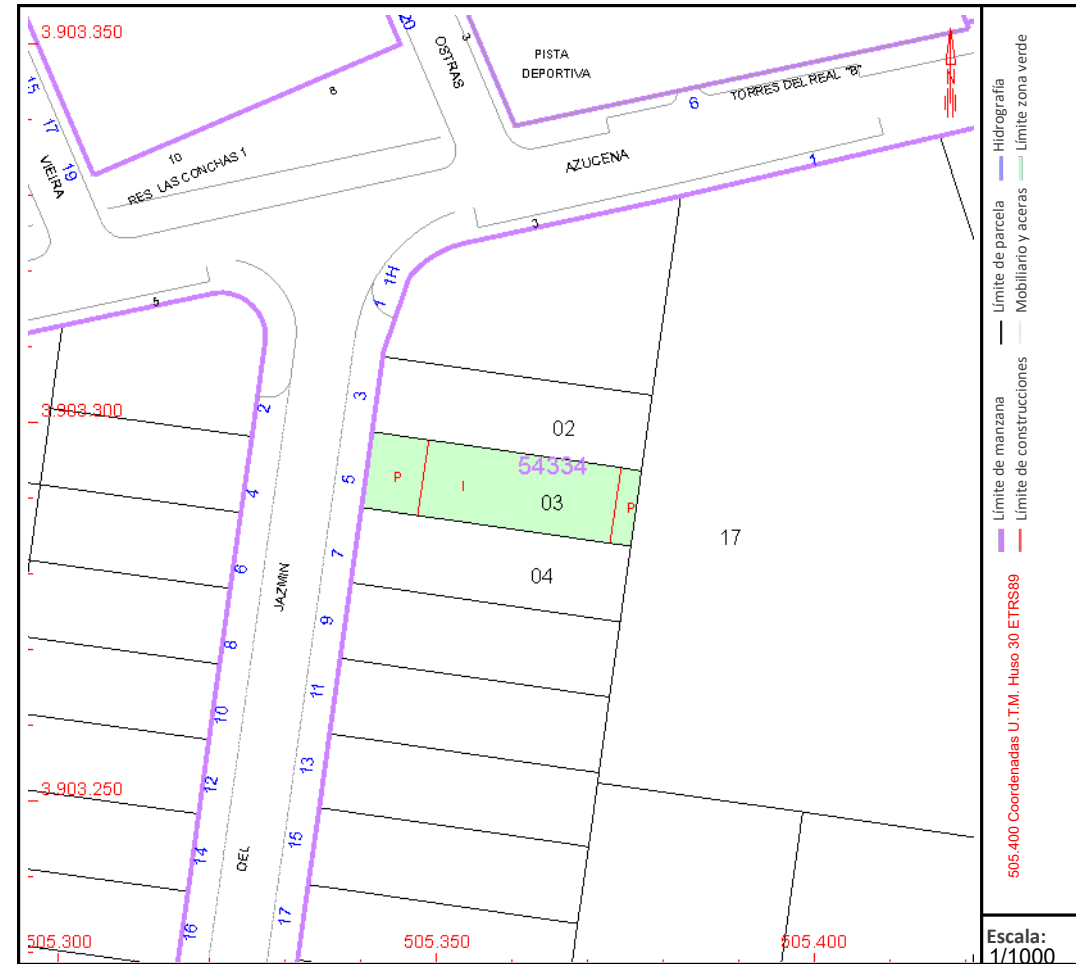 3.903.350
20
OSTRAS
3
PISTA
DEPORTIVA
N
TORRES DEL REAL "B"
6
15
17
19
VIEIRA
8
10
RES LAS CONCHAS 1
AZUCENA
1
3
1H
1
5
3.903.300
2
3
02
54334
4
5
P
I
03
P
17
6
JAZMIN
7
04
8
9
10
11
12
13
3.903.250
14
DEL
15
16
17
505.300
505.350
505.400
Límite de manzana
Límite de parcela
Hidrografía
Límite de construcciones
Mobiliario y aceras
Límite zona verde
505.400 Coordenadas U.T.M. Huso 30 ETRS89
Escala:
1/1000